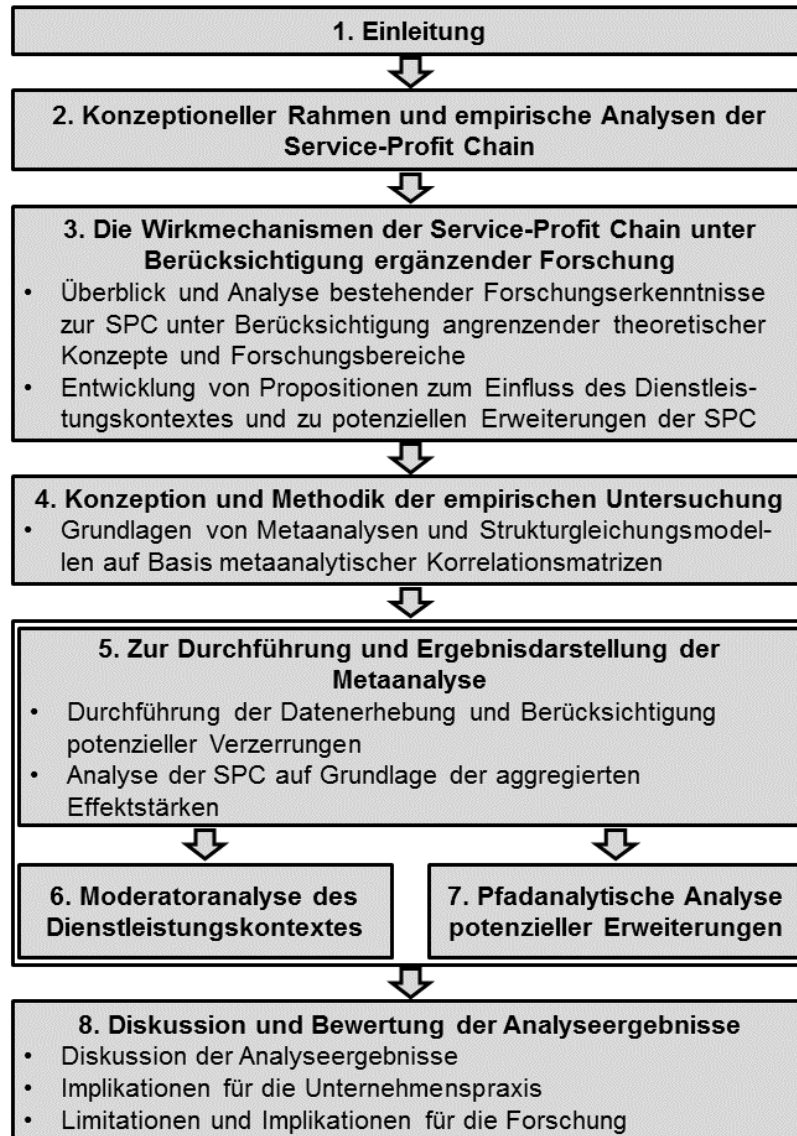 1. Einleitung
2. Konzeptioneller Rahmen und empirische Analysen der
Service-Profit Chain
3. Die Wirkmechanismen der Service-Profit Chain unter
Berücksichtigung ergänzender Forschung
• Überblick und Analyse bestehender Forschungserkenntnisse
zur SPC unter Berücksichtigung angrenzender theoretischer
Konzepte und Forschungsbereiche
• Entwicklung von Propositionen zum Einfluss des Dienstleis-
tungskontextes und zu potenziellen Erweiterungen der SPC
4. Konzeption und Methodik der empirischen Untersuchung
• Grundlagen von Metaanalysen und Strukturgleichungsmodel-
len auf Basis metaanalytischer Korrelationsmatrizen
5. Zur Durchführung und Ergebnisdarstellung der
Metaanalyse
• Durchführung der Datenerhebung und Berücksichtigung
potenzieller Verzerrungen
• Analyse der SPC auf Grundlage der aggregierten
Effektstärken
6. Moderatoranalyse des
Dienstleistungskontextes
7. Pfadanalytische Analyse
potenzieller Erweiterungen
8. Diskussion und Bewertung der Analyseergebnisse
• Diskussion der Analyseergebnisse
• Implikationen für die Unternehmenspraxis
• Limitationen und Implikationen für die Forschung